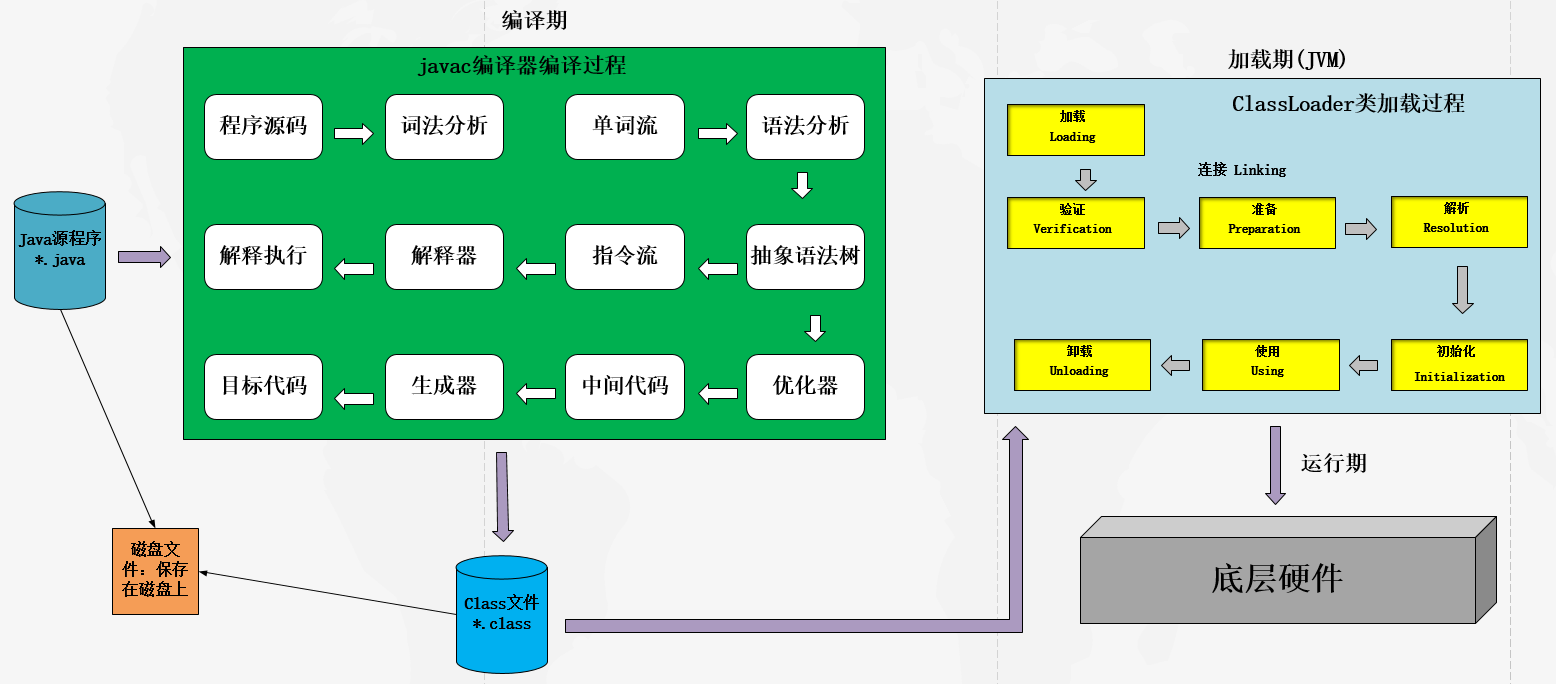 编译期
javac编译器编译过程
程序源码
词法分析
单词流
语法分析
解释执行
解释器
指令流
抽象语法树
目标代码
生成器
中间代码
优化器
Java源程序
*.java
磁盘文
件：保存
在磁盘上
Class文件
*.class
加载期(JVM)
ClassLoader类加载过程
加载
Loading
连接 Linking
验证
Verification
准备
Preparation
解析
Resolution
卸载
Unloading
使用
Using
初始化
Initialization
运行期
底层硬件